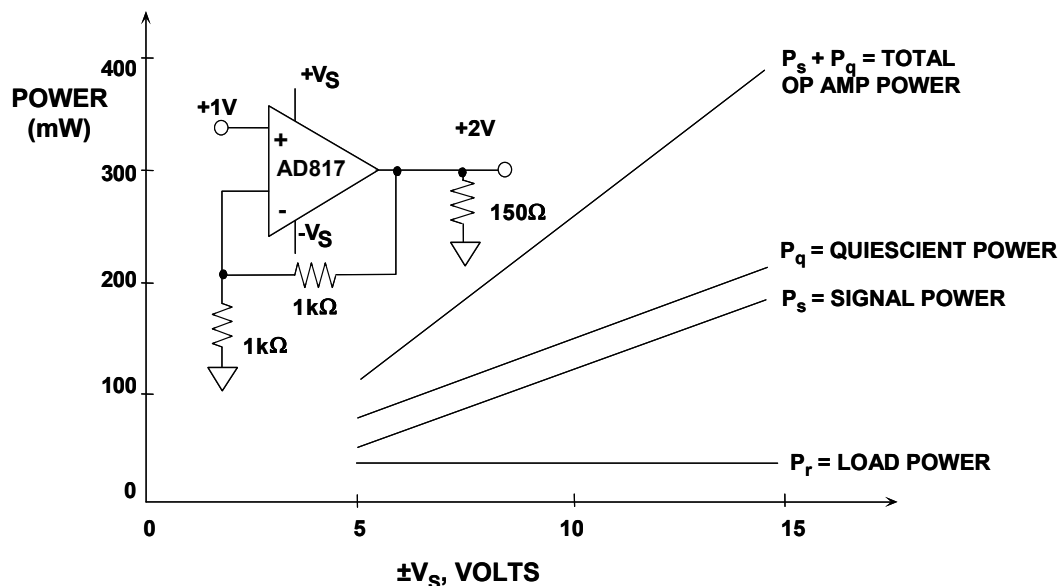 400
POWER
(mW)
300
200
100
0
+VS
+1V
+
AD817
-
-VS
+2V
150Ω
1kΩ
1kΩ
Ps + Pq = TOTAL
OP AMP POWER
Pq = QUIESCIENT POWER
Ps = SIGNAL POWER
Pr = LOAD POWER
0 5 10 15
±VS, VOLTS